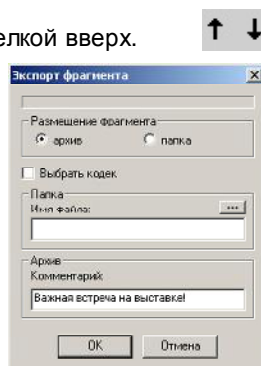 елкой вверх.
Экспорт фрагмента
Размещение фрагмента
архив
папка
Выбрать кодек
Папка
Имя файла:
...
Архив
Комментарий:
Важная встреча на выставке!
OK
Отмена